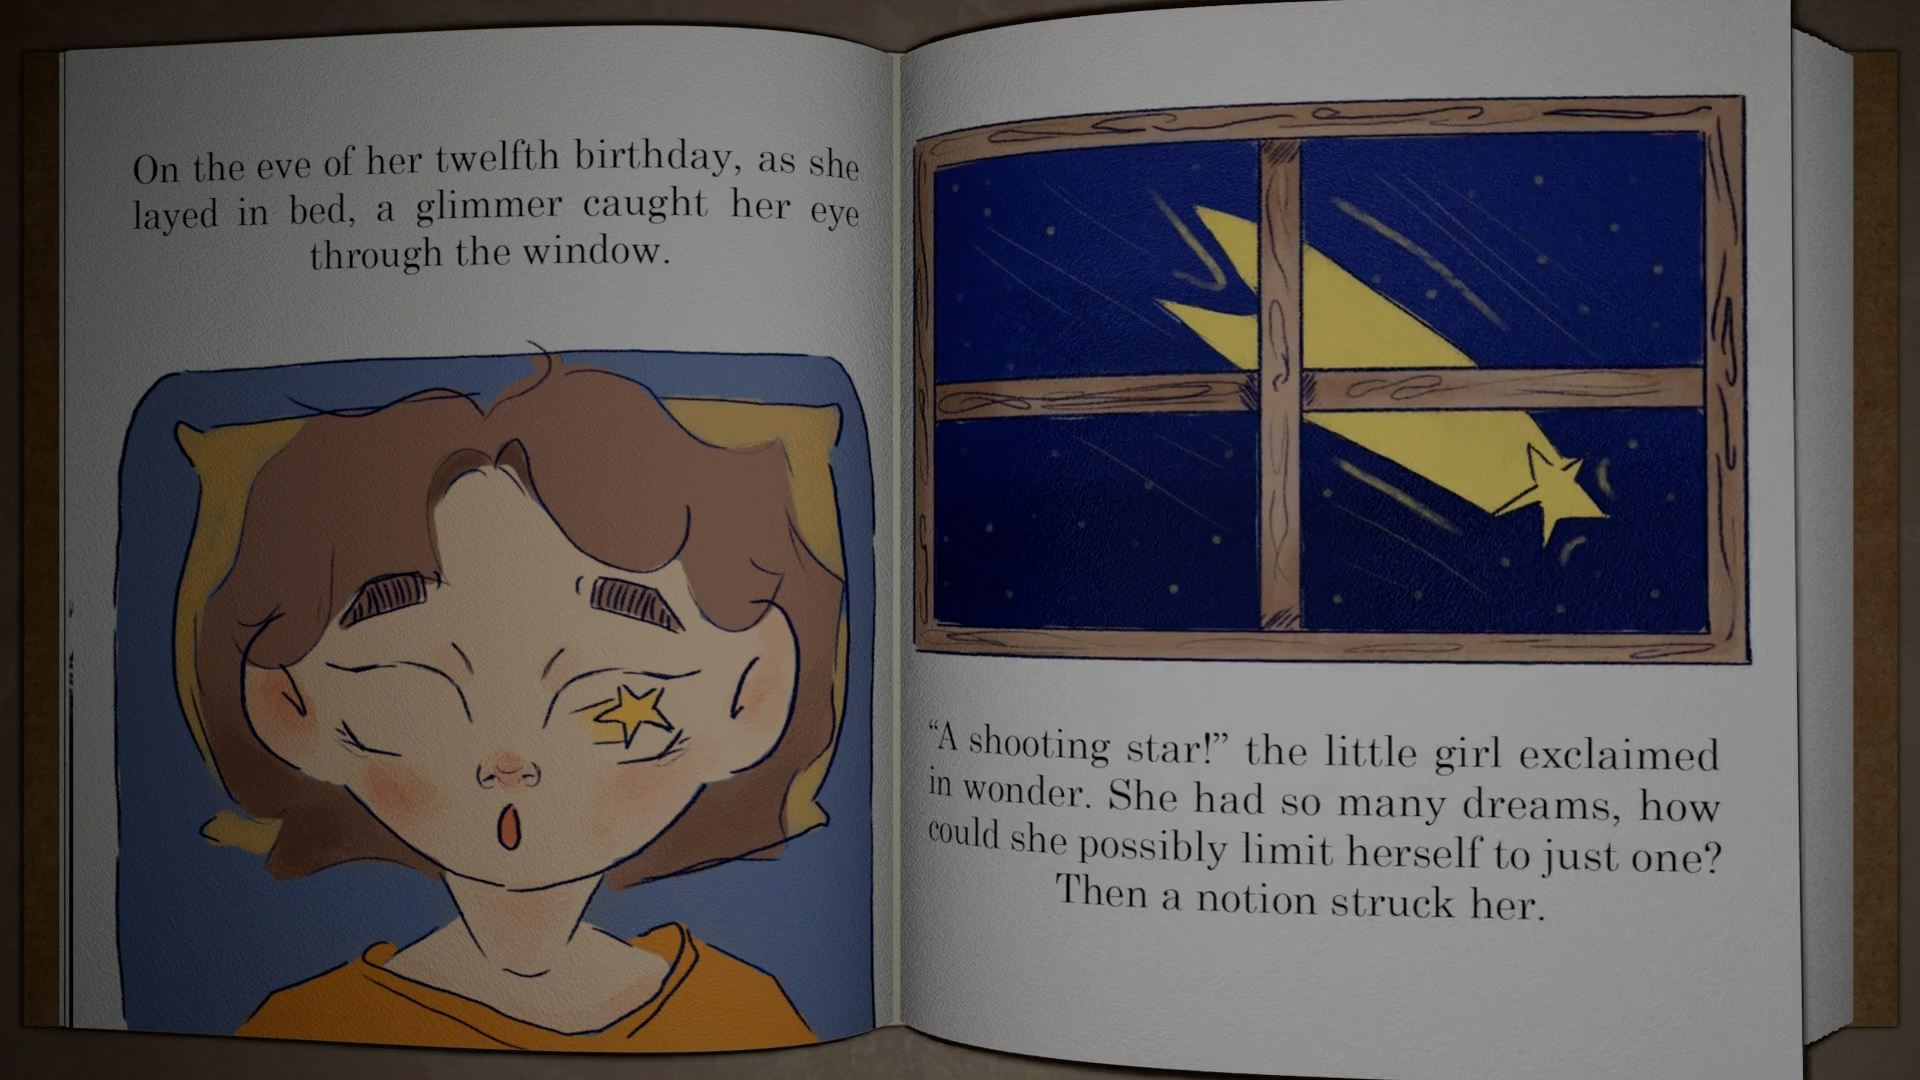 On the eve of her twelfth birthday, as she
layed in bed, a glimmer caught her eye
through the window.
“A shooting star!” the little girl exclaimed
in wonder. She had so many dreams, how
could she possibly limit herself to just one?
Then a notion struck her.